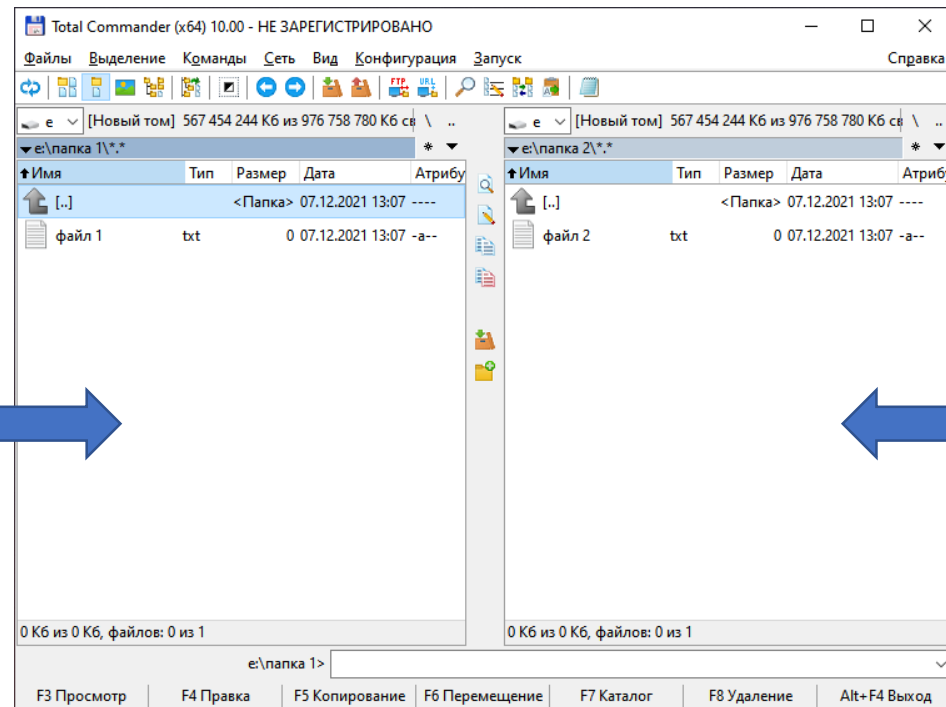 Total Commander (x64) 10.00 - НЕ ЗАРЕГИСТРИРОВАНО
Файлы Выделение Команды Сеть Вид Конфигурация Запуск Справка
FTP URL
e [Новый том] 567 454 244 Кб из 976 758 780 Кб св \ .. e [Новый том] 567 454 244 Кб из 976 758 780 Кб св \ ..
e:\папка 1\*.* * e:\папка 2\*.* *
Имя Тип Размер Дата Атрибу Имя Тип Размер Дата Атрибу
[..] <Папка> 07.12.2021 13:07 ---- [..] <Папка> 07.12.2021 13:07 ----
файл 1 txt 0 07.12.2021 13:07 -a-- файл 2 txt 0 07.12.2021 13:07 -a--
0 Кб из 0 Кб, файлов: 0 из 1 0 Кб из 0 Кб, файлов: 0 из 1
e:\папка 1>
F3 Просмотр F4 Правка F5 Копирование F6 Перемещение F7 Каталог F8 Удаление Alt+F4 Выход